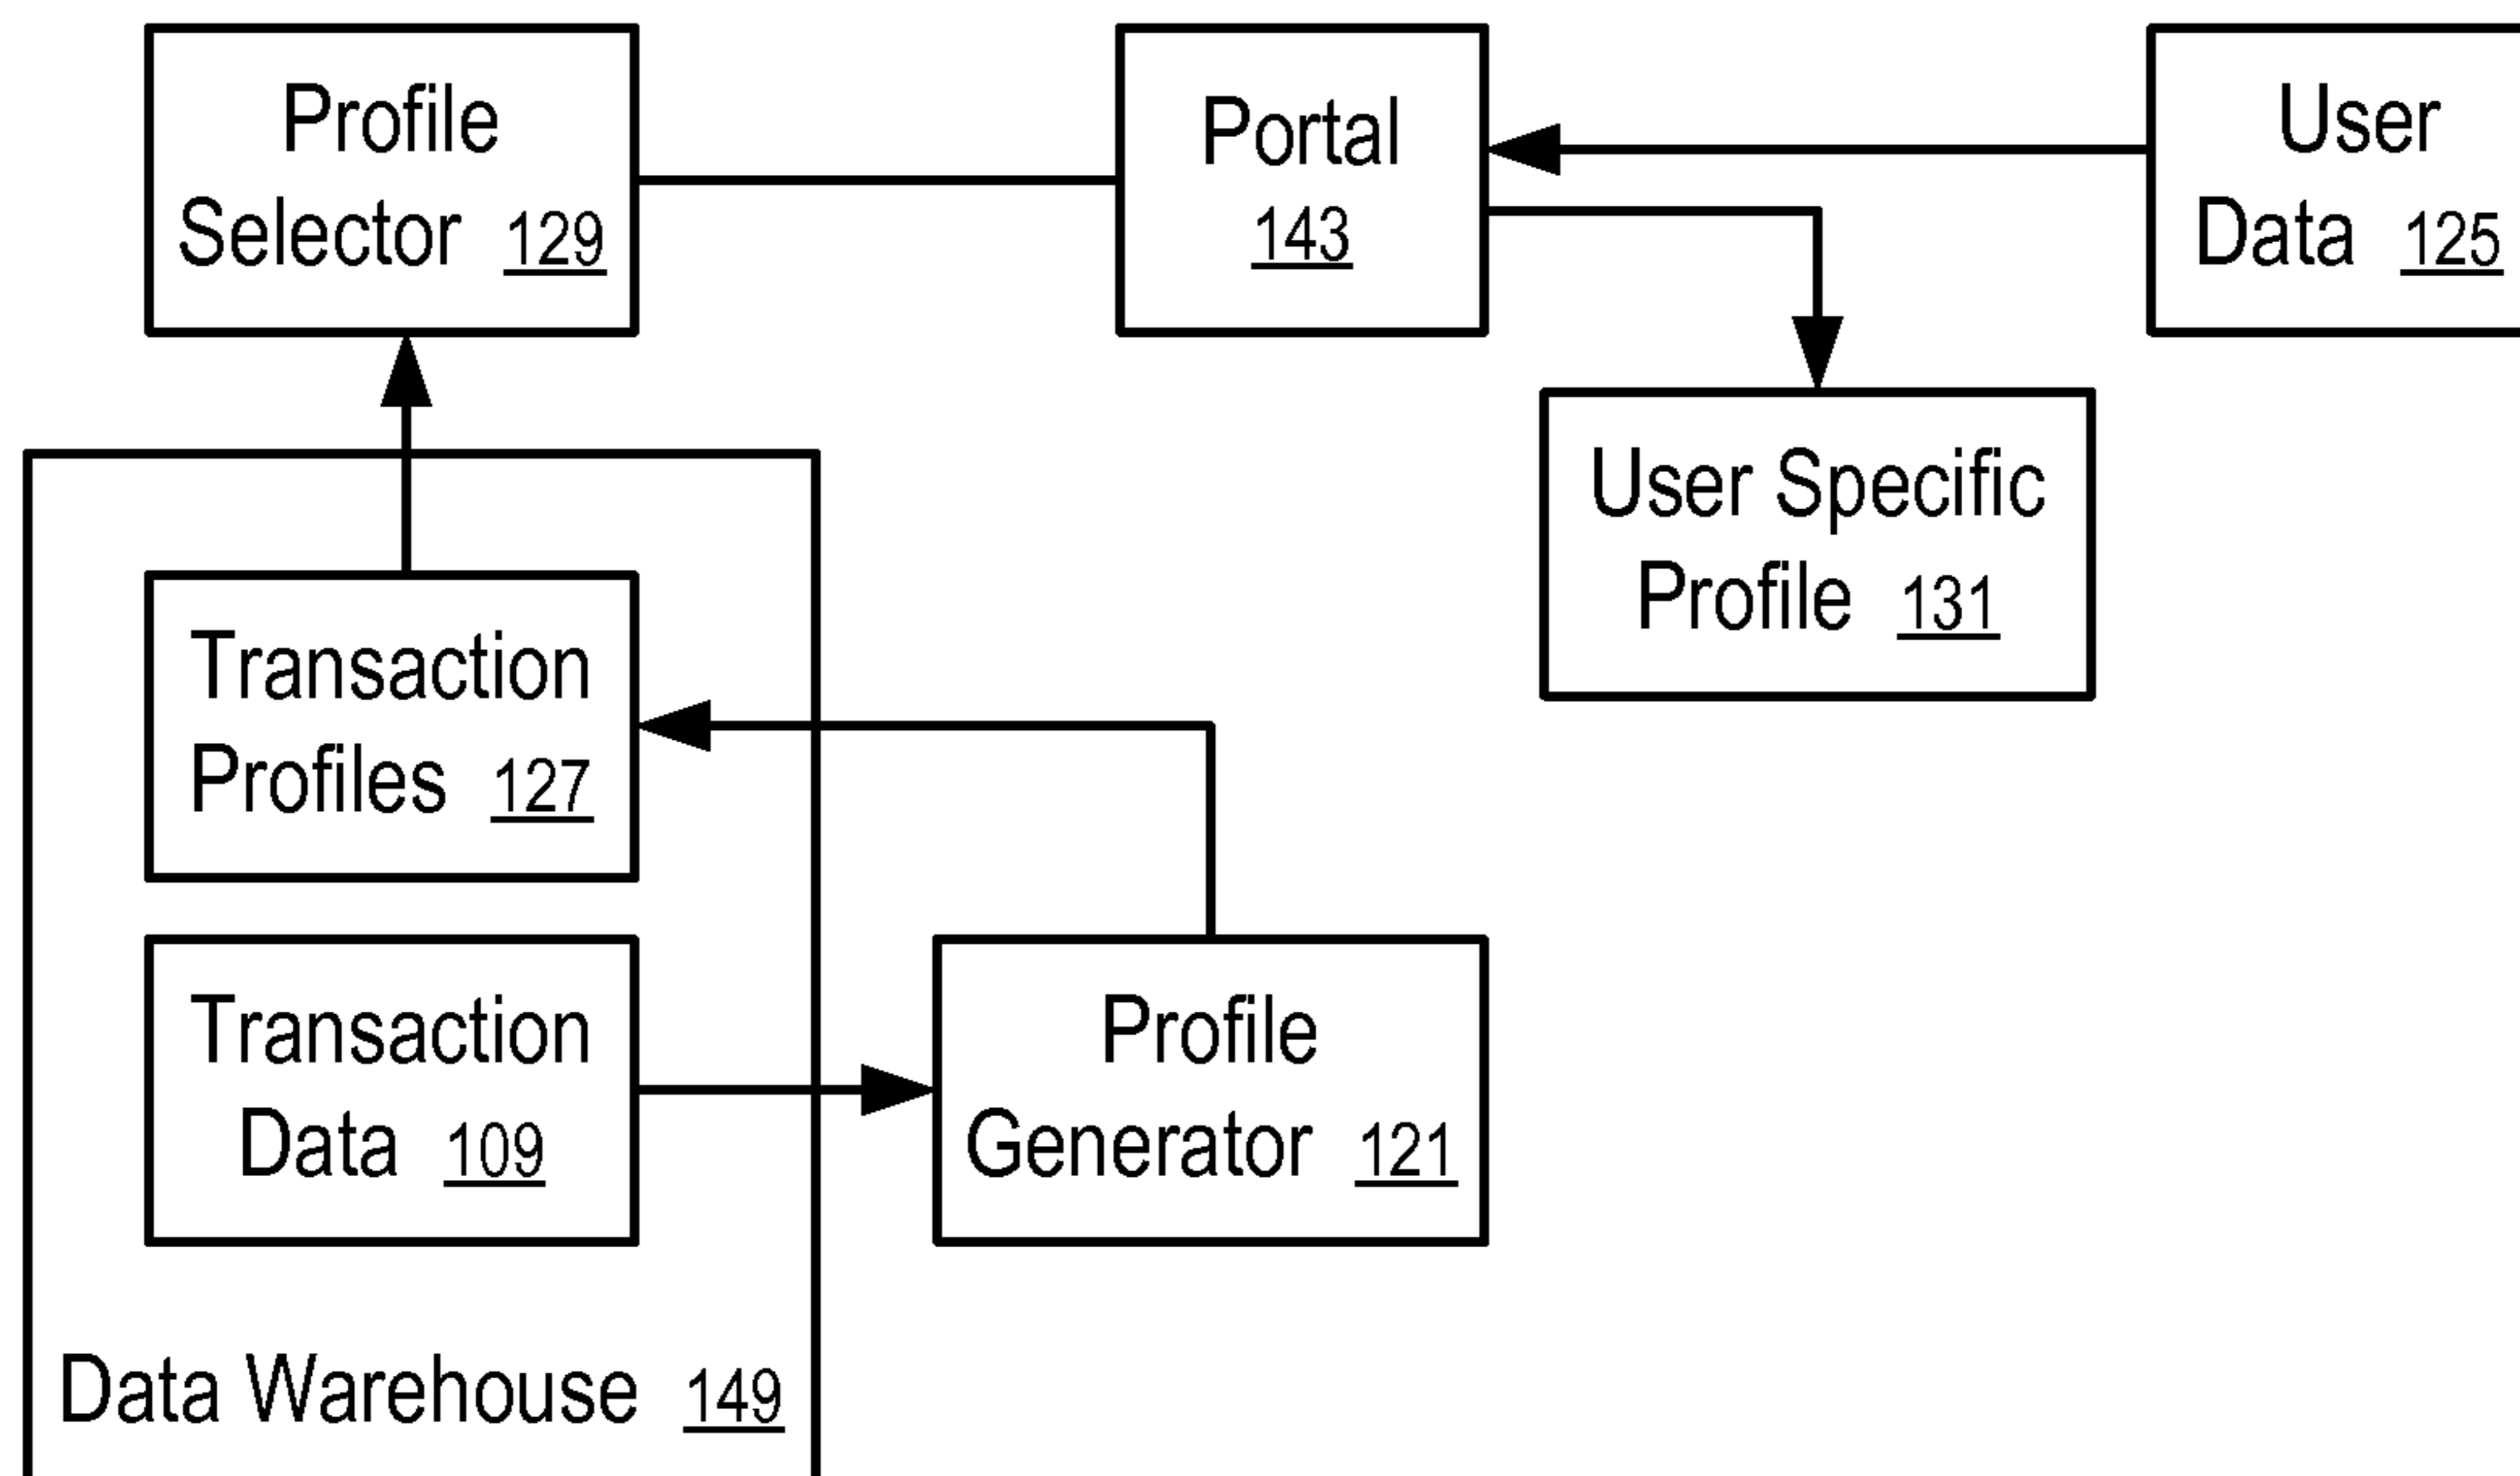 Profile
Selector 129
Portal
143
User
Data 125
User Specific
Profile 131
Transaction
Profiles 127
Transaction
Data 109
Profile
Generator 121
Data Warehouse 149